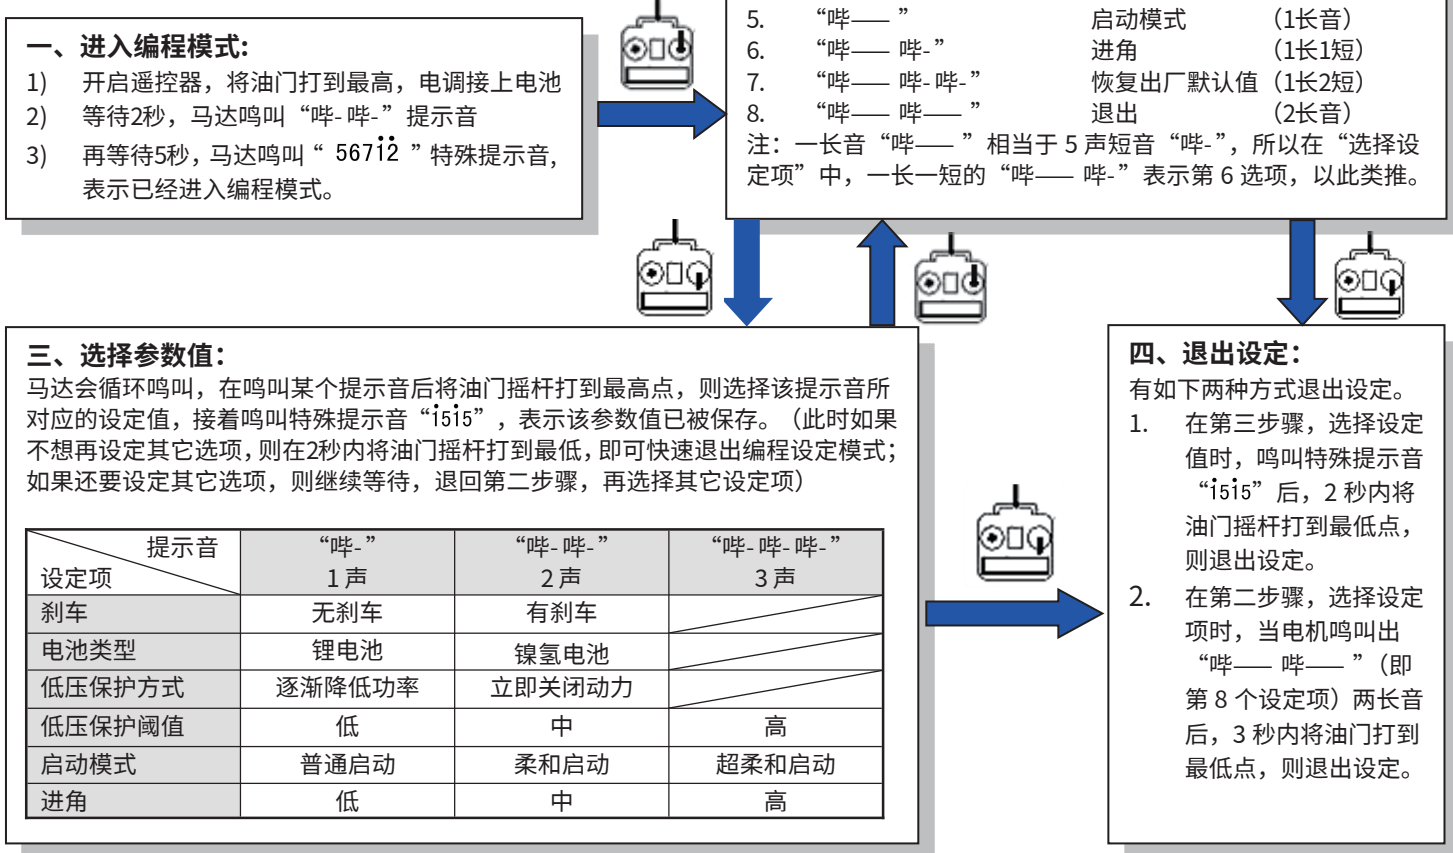 一、进入编程模式:
1) 开启遥控器，将油门打到最高，电调接上电池
2) 等待2秒，马达鸣叫“哔- 哔-”提示音
3) 再等待5秒，马达鸣叫“ 567i̇2̇ ”特殊提示音，
表示已经进入编程模式。
5. “哔—— ” 启动模式 （1长音）
6. “哔—— 哔-” 进角 （1长1短）
7. “哔—— 哔- 哔-” 恢复出厂默认值（1长2短）
8. “哔—— 哔—— ” 退出 （2长音）
注：一长音“哔—— ”相当于 5 声短音“哔-”，所以在“选择设
定项”中，一长一短的“哔—— 哔-”表示第 6 选项，以此类推。
三、选择参数值：
马达会循环鸣叫，在鸣叫某个提示音后将油门摇杆打到最高点，则选择该提示音所
对应的设定值，接着鸣叫特殊提示音“i5i5”，表示该参数值已被保存。（此时如果
不想再设定其它选项，则在2秒内将油门摇杆打到最低，即可快速退出编程设定模式；
如果还要设定其它选项，则继续等待，退回第二步骤，再选择其它设定项）
提示音 “哔-” “哔- 哔-” “哔- 哔- 哔-”
设定项 1 声 2 声 3 声
刹车 无刹车 有刹车
电池类型 锂电池 镍氢电池
低压保护方式 逐渐降低功率 立即关闭动力
低压保护阈值 低 中 高
启动模式 普通启动 柔和启动 超柔和启动
进角 低 中 高
四、退出设定：
有如下两种方式退出设定。
1. 在第三步骤，选择设定
值时，鸣叫特殊提示音
“i5i5”后，2 秒内将
油门摇杆打到最低点，
则退出设定。
2. 在第二步骤，选择设定
项时，当电机鸣叫出
“哔—— 哔—— ”（即
第 8 个设定项）两长音
后，3 秒内将油门打到
最低点，则退出设定。